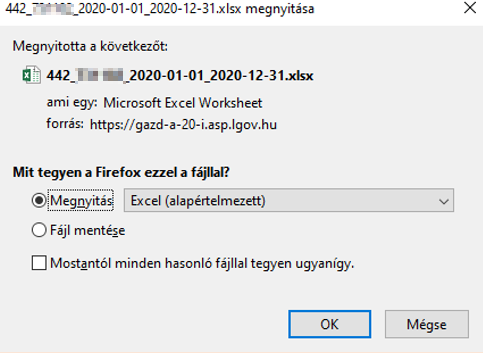 442_ _2020-01-01_2020-12-31.xlsx megnyitása
Megnyitotta a következőt:
442_ _2020-01-01_2020-12-31.xlsx
ami egy: Microsoft Excel Worksheet
forrás: https://gazd-a-20-i.asp.lgov.hu
Mit tegyen a Firefox ezzel a fájllal?
Megnyitás Excel (alapértelmezett)
Fájl mentése
Mostantól minden hasonló fájllal tegyen ugyanígy.
OK Mégse